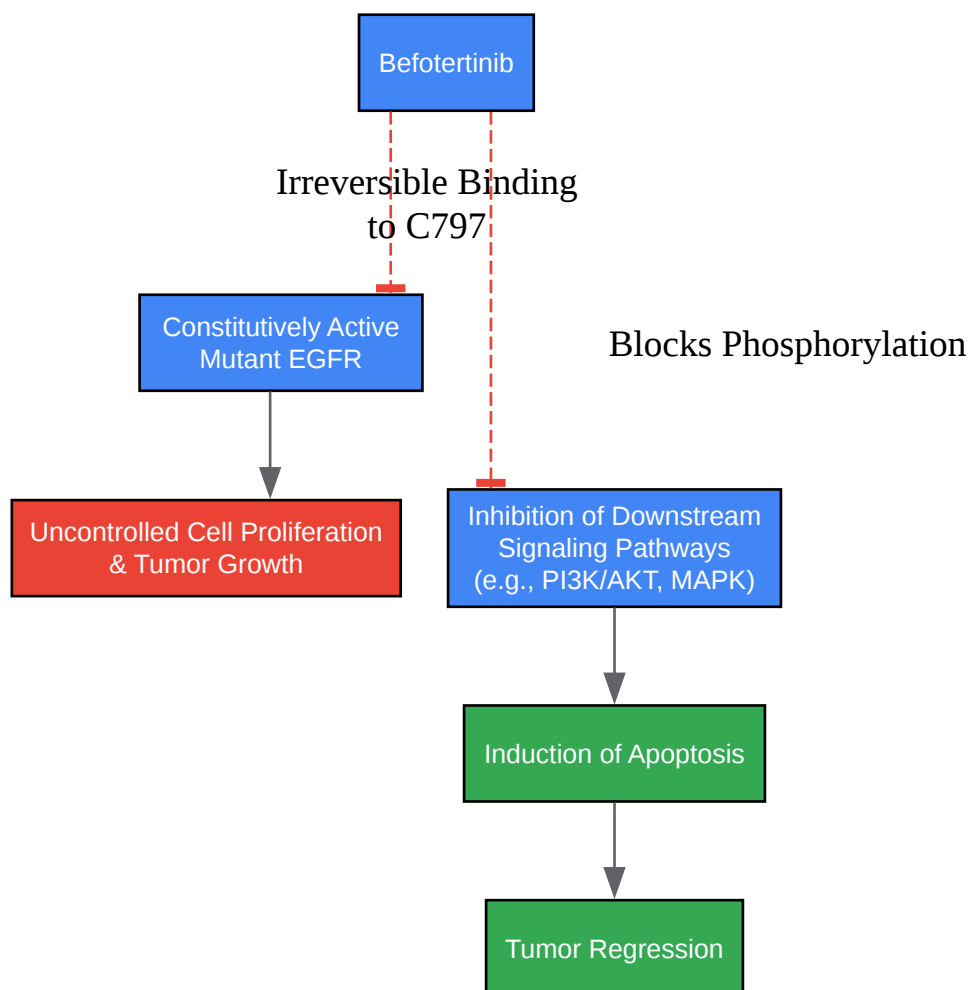 Befotertinib
Irreversible Binding
to C797
Constitutively Active
Mutant EGFR
Blocks Phosphorylation
Uncontrolled Cell Proliferation
& Tumor Growth
Inhibition of Downstream
Signaling Pathways
(e.g., PI3K/AKT, MAPK)
Induction of Apoptosis
Tumor Regression